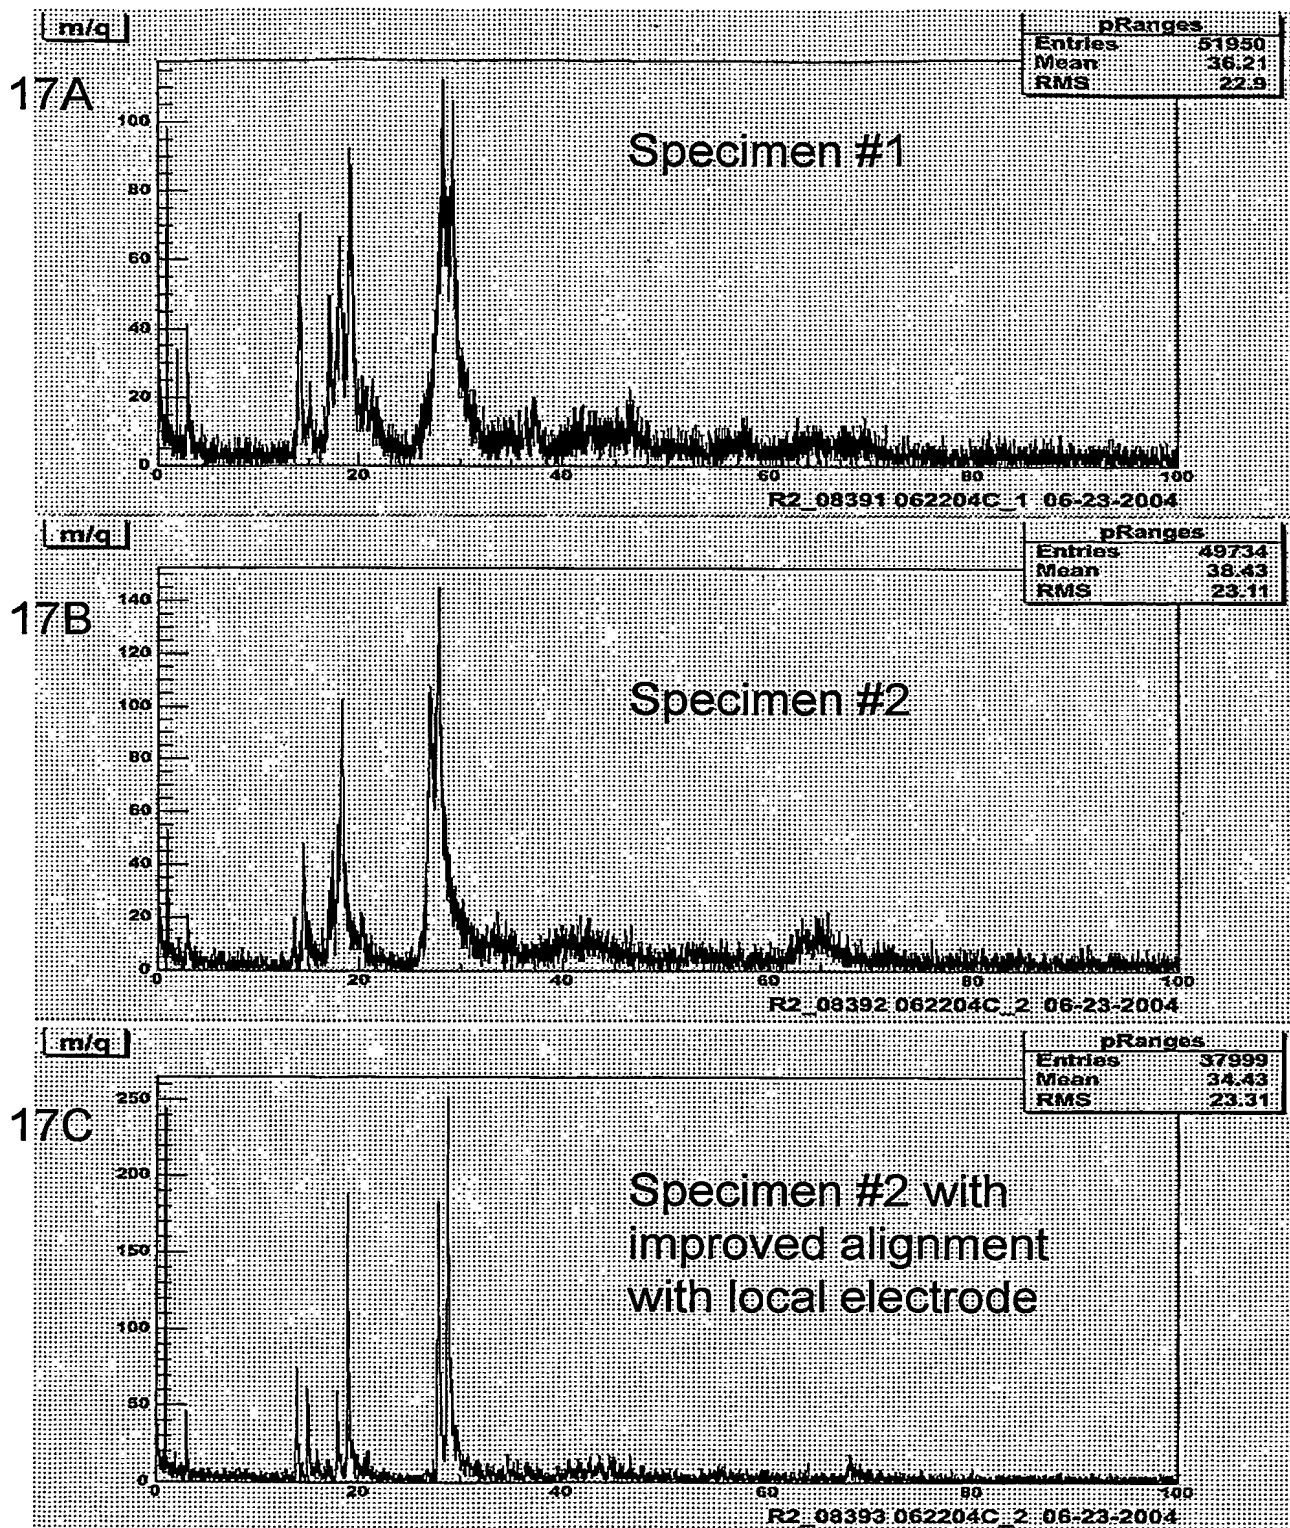 m/q
pRanges
Entries 51950
Mean 36.21
RMS 22.9
17A
100
80
60
40
20
0
Specimen #1
0 20 40 60 80 100
R2_08391 062204C_1 06-23-2004
m/q
pRanges
Entries 49734
Mean 38.43
RMS 23.11
17B
140
120
100
80
60
40
20
0
Specimen #2
0 20 40 60 80 100
R2_08392 062204C_2 06-23-2004
m/q
pRanges
Entries 37999
Mean 34.43
RMS 23.31
17C
250
200
150
100
50
0
Specimen #2 with
improved alignment
with local electrode
0 20 40 60 80 100
R2_08393 062204C_2 06-23-2004